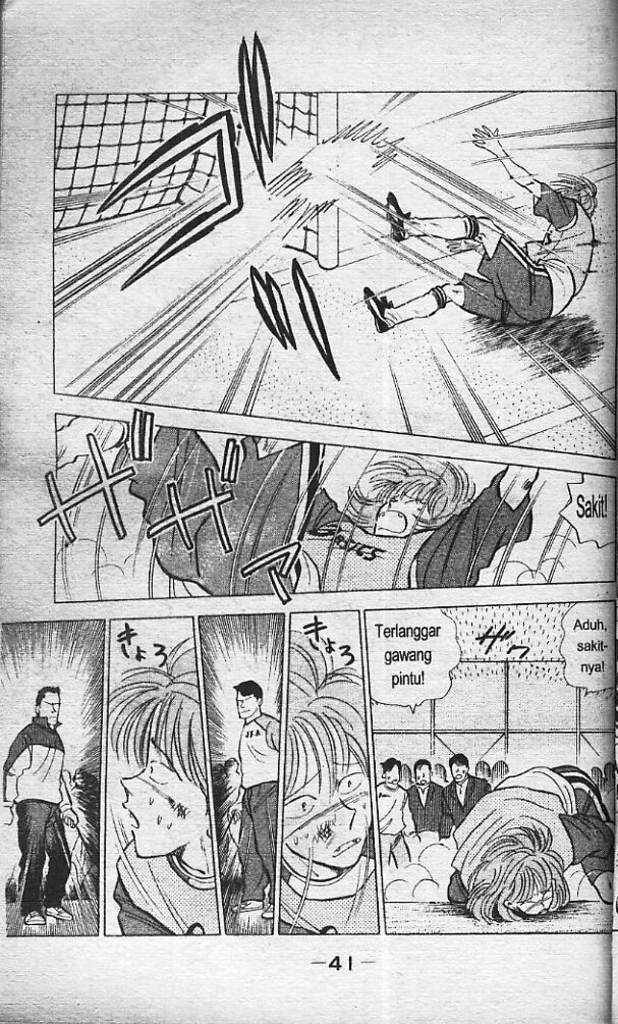 Sakit!
Aduh,
sakit-
nya!
Terlanggar
gawang
pintu!
きょろ
きょろ
—41—